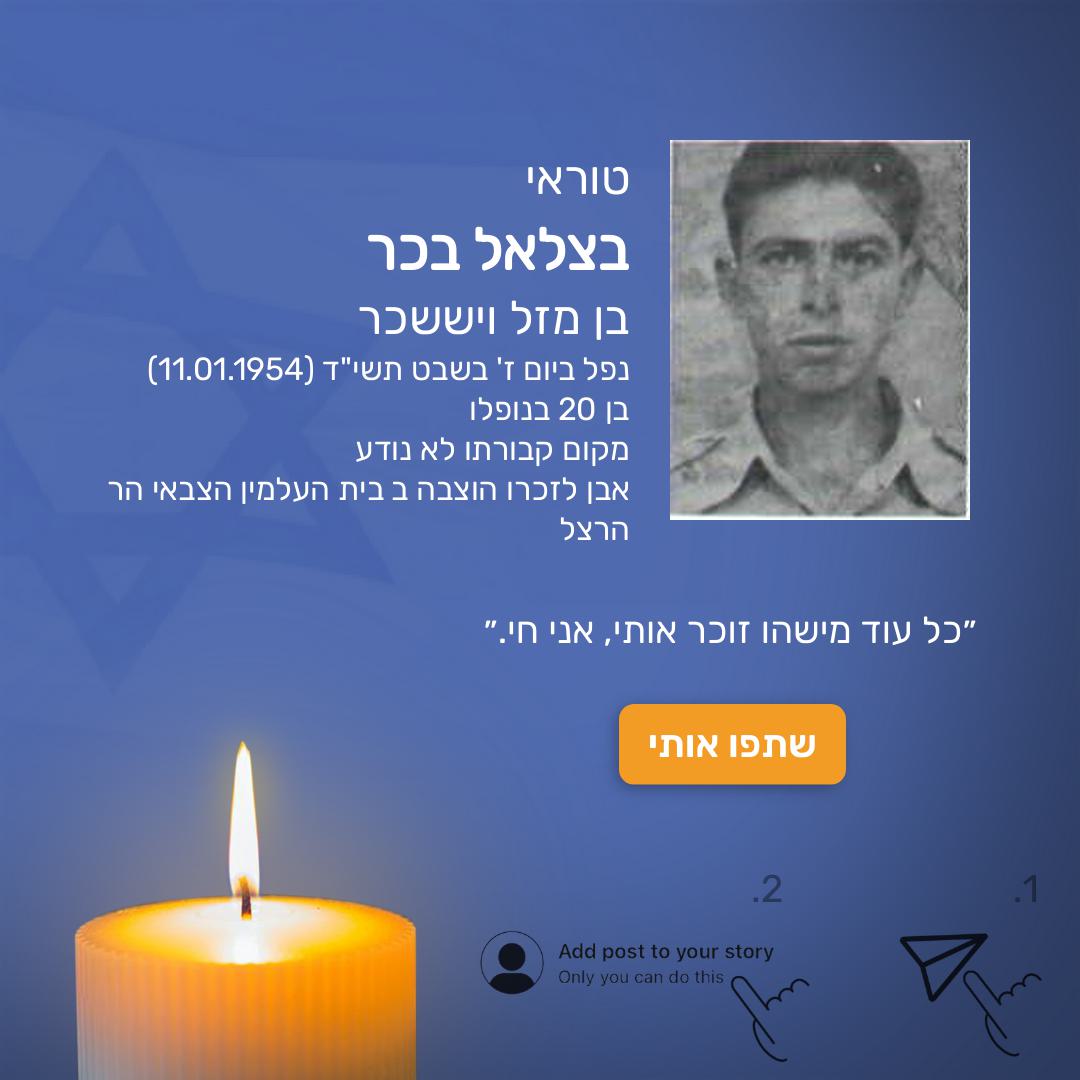 טוראי
בצלאל בכר
בן מזל ויששכר
נפל ביום ז' בשבט תשי"ד (11.01.1954)
בן 20 בנופלו
מקום קבורתו לא נודע
אבן לזכרו הוצבה ב בית העלמין הצבאי הר
הרצל
״כל עוד מישהו זוכר אותי, אני חי.״
שתפו אותי
1.
2.
Add post to your story
Only you can do this